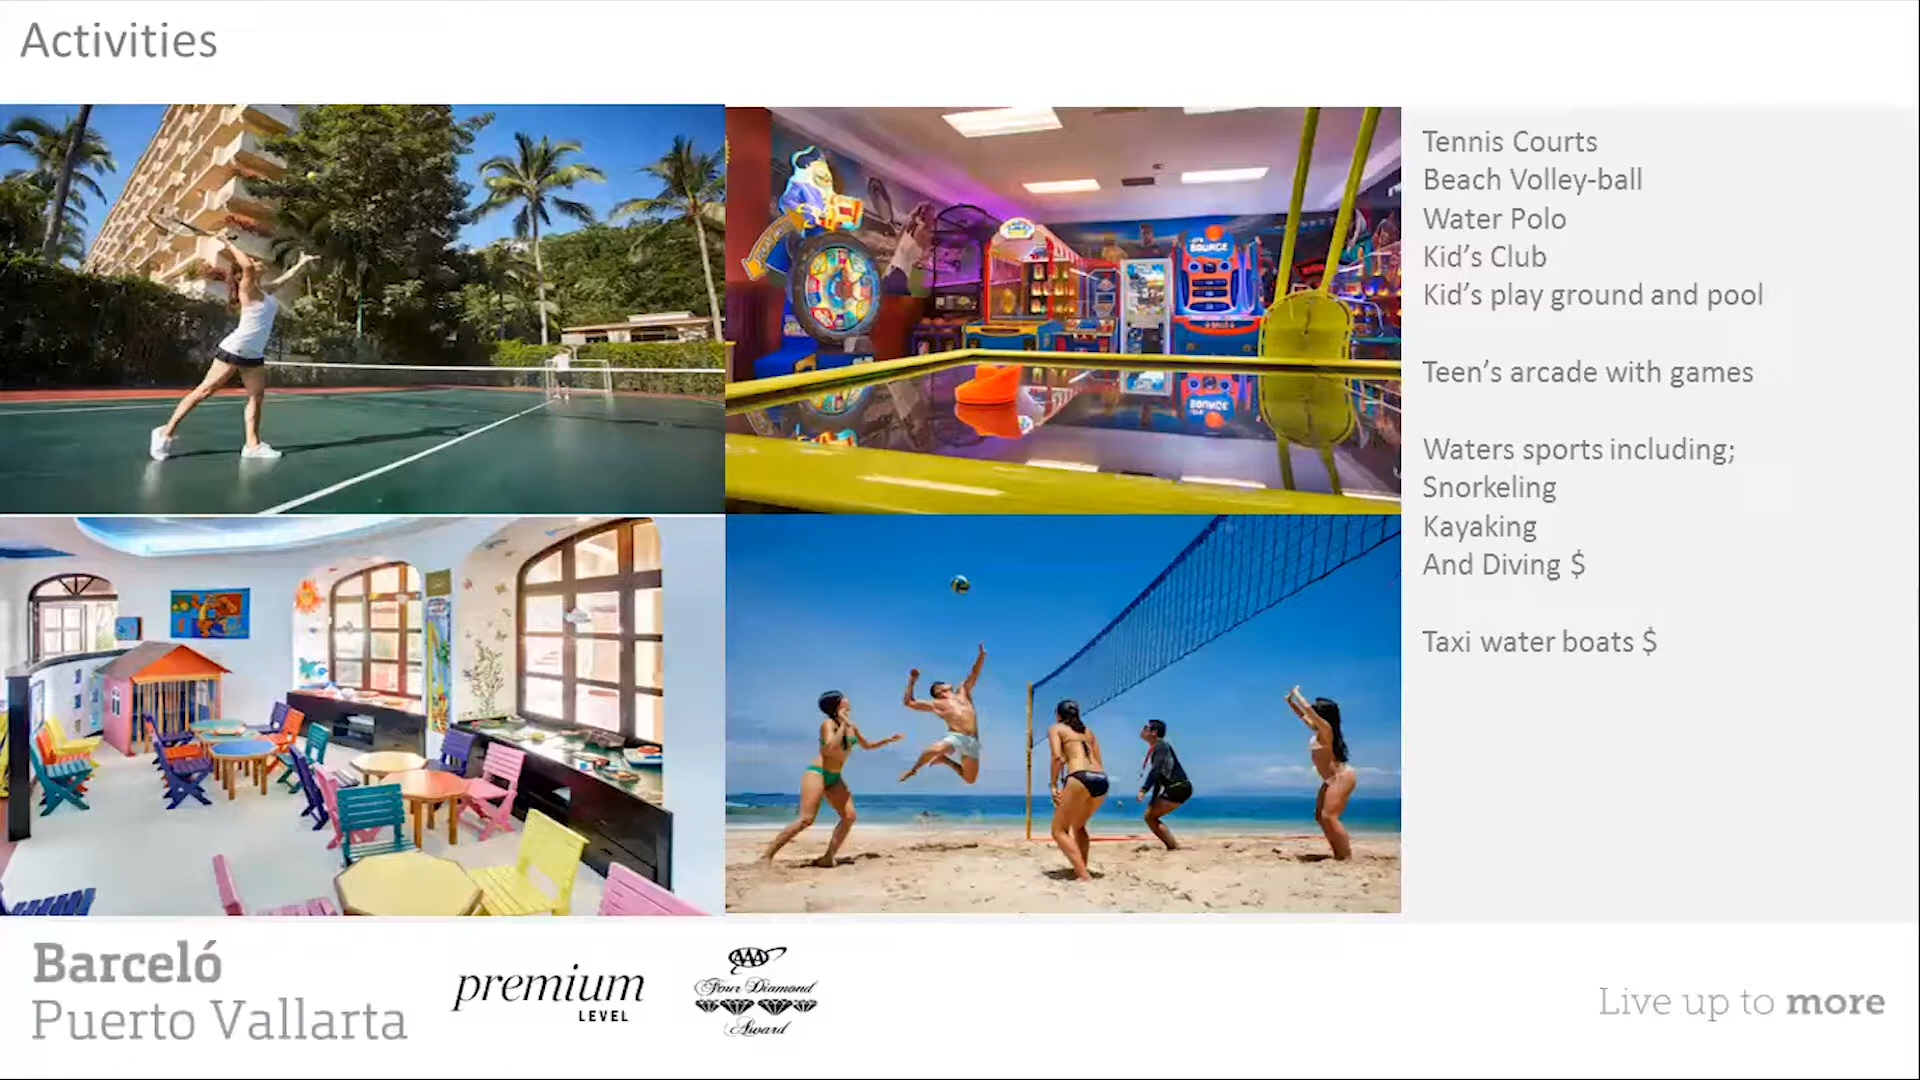 Activities
BOUNCE
Tennis Courts
Beach Volley-ball
Water Polo
Kid's Club
Kid's play ground and pool
Teen's arcade with games
Waters sports including;
Snorkeling
Kayaking
And Diving $
Taxi water boats $
Barceló
Puerto Vallarta
premium
LEVEL
AAA
Four Diamond
Award
Live up to more